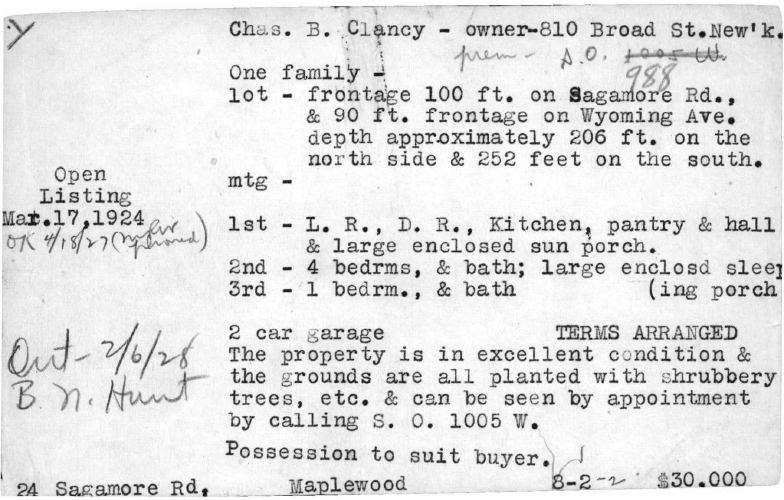 Y
Chas. B. Clancy - owner-810 Broad St.New'k.
prem - S.O. 1005 W.
988
One family -
lot - frontage 100 ft. on Sagamore Rd.,
& 90 ft. frontage on Wyoming Ave.
depth approximately 206 ft. on the
north side & 252 feet on the south.
mtg -
Open
Listing
Mar.17,1924
OK 4/18/27
1st - L. R., D. R., Kitchen, pantry & hall
& large enclosed sun porch.
2nd - 4 bedrms, & bath; large enclosd sleep
3rd - 1 bedrm., & bath (ing porch
2 car garage TERMS ARRANGED
The property is in excellent condition &
the grounds are all planted with shrubbery
trees, etc. & can be seen by appointment
by calling S. O. 1005 W.
Out - 2/6/28
B. N. Hunt
Possession to suit buyer.
24 Sagamore Rd, Maplewood 8-2-2 $30.000